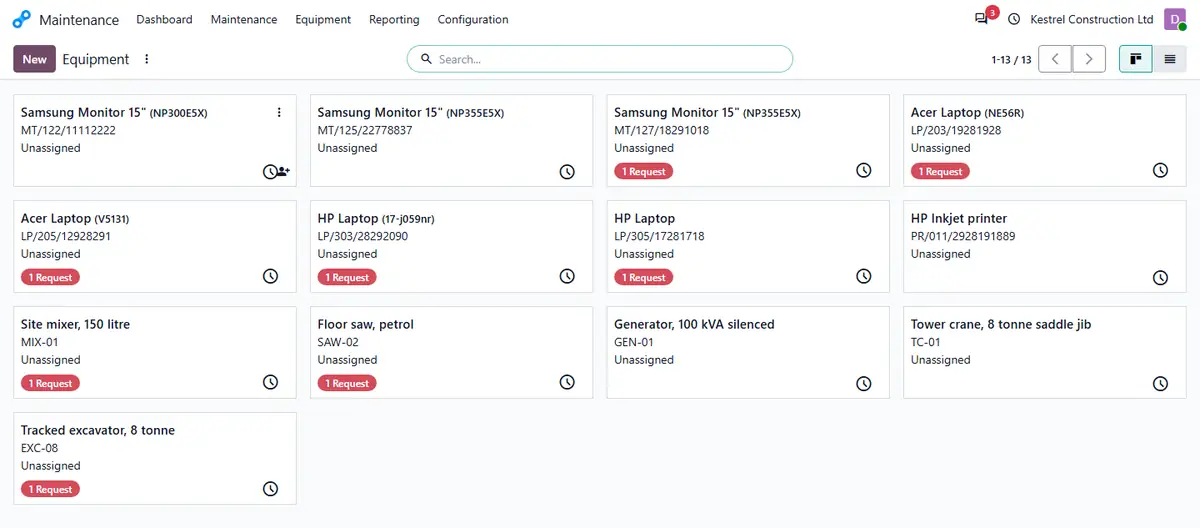 Maintenance Dashboard Maintenance Equipment Reporting Configuration 3 Kestrel Construction Ltd D
New Equipment Search... 1-13 / 13
Samsung Monitor 15" (NP300E5X)
MT/122/11112222
Unassigned
Samsung Monitor 15" (NP355E5X)
MT/125/22778837
Unassigned
Samsung Monitor 15" (NP355E5X)
MT/127/18291018
Unassigned
1 Request
Acer Laptop (NE56R)
LP/203/19281928
Unassigned
1 Request
Acer Laptop (V5131)
LP/205/12928291
Unassigned
1 Request
HP Laptop (17-j059nr)
LP/303/28292090
Unassigned
1 Request
HP Laptop
LP/305/17281718
Unassigned
1 Request
HP Inkjet printer
PR/011/2928191889
Unassigned
Site mixer, 150 litre
MIX-01
Unassigned
1 Request
Floor saw, petrol
SAW-02
Unassigned
1 Request
Generator, 100 kVA silenced
GEN-01
Unassigned
Tower crane, 8 tonne saddle jib
TC-01
Unassigned
Tracked excavator, 8 tonne
EXC-08
Unassigned
1 Request